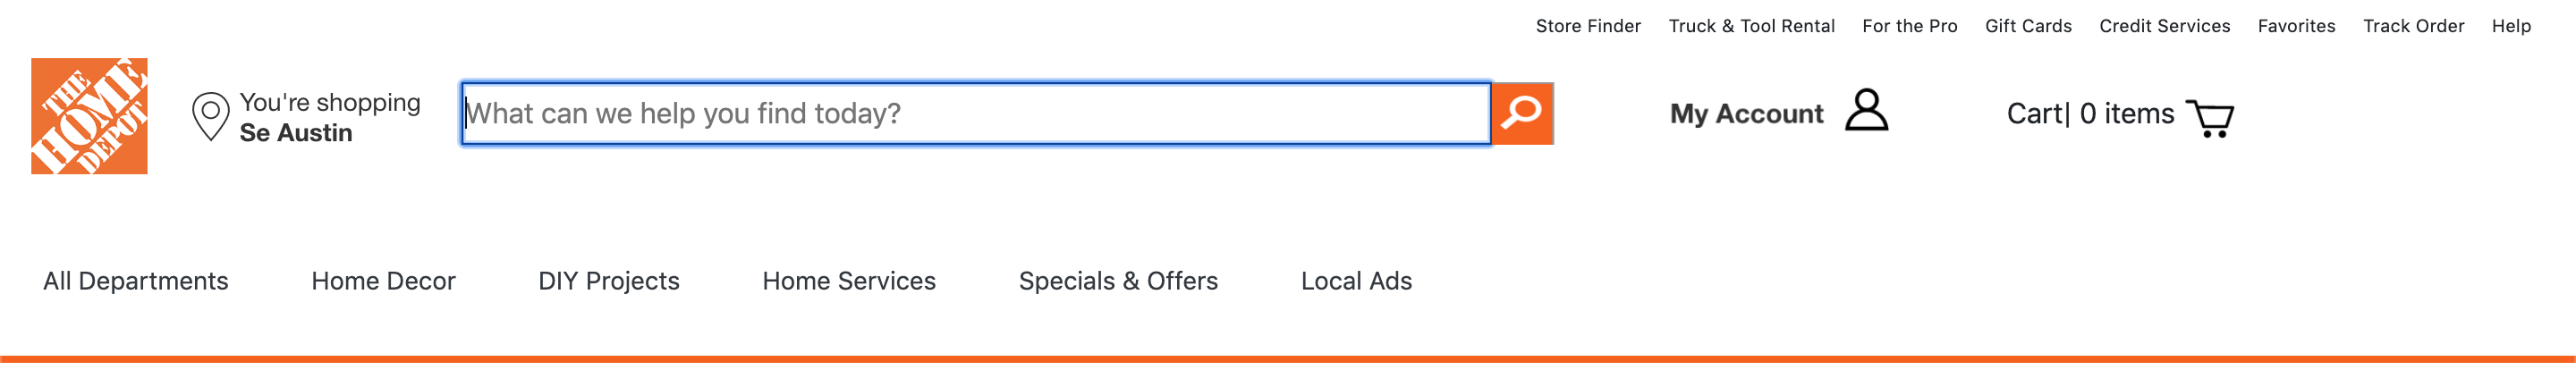 Store Finder Truck & Tool Rental For the Pro Gift Cards Credit Services Favorites Track Order Help
THE
HOME
DEPOT
You're shopping
Se Austin
What can we help you find today?
My Account
Cart| 0 items
All Departments Home Decor DIY Projects Home Services Specials & Offers Local Ads